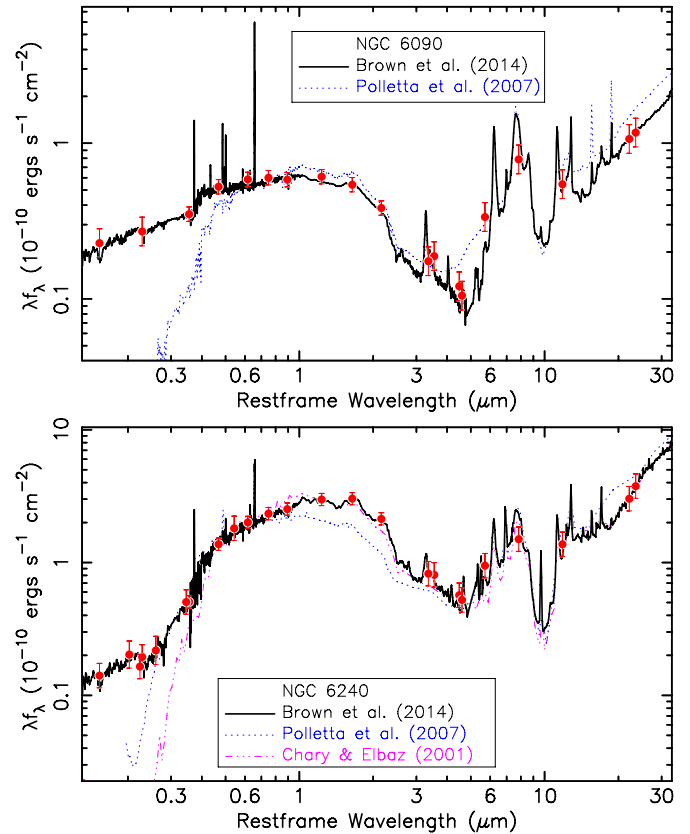 NGC 6090
Brown et al. (2014)
Polletta et al. (2007)
1
0.1
λfλ (10−10 ergs s−1 cm−2)
0.3 0.6 1 3 6 10 30
Restframe Wavelength (μm)
10
1
0.1
λfλ (10−10 ergs s−1 cm−2)
NGC 6240
Brown et al. (2014)
Polletta et al. (2007)
Chary & Elbaz (2001)
0.3 0.6 1 3 6 10 30
Restframe Wavelength (μm)